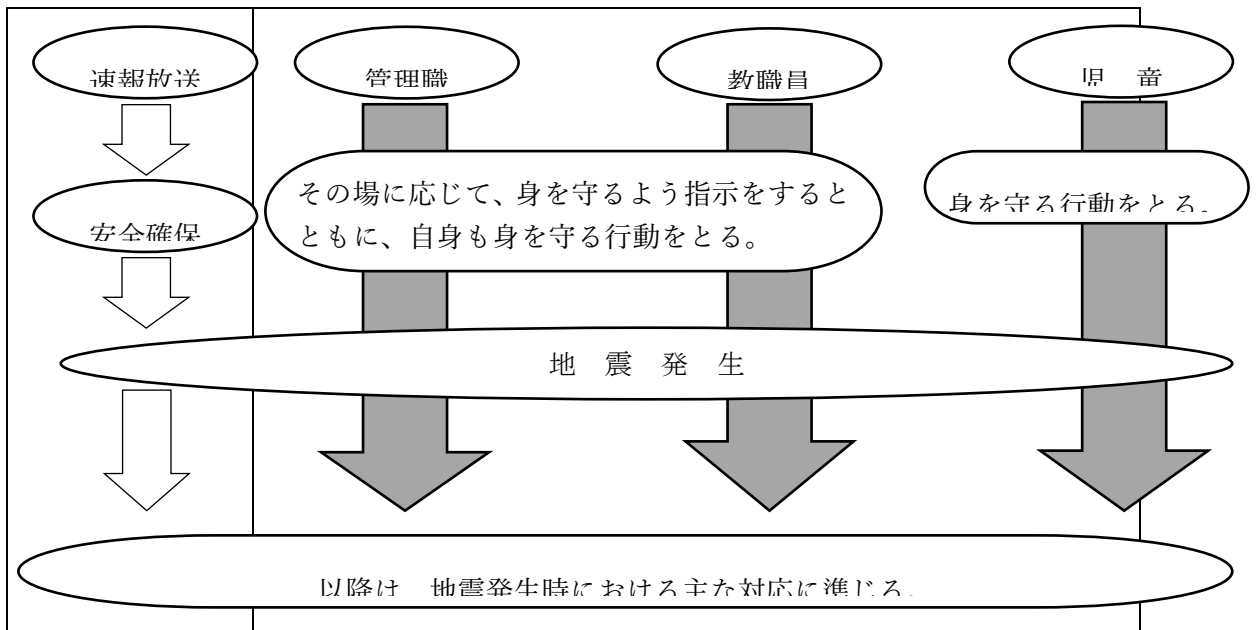 速報放送
管理職
教職員
児　童
その場に応じて、身を守るよう指示をすると
ともに、自身も身を守る行動をとる。
身を守る行動をとる。
安全確保
地　震　発　生
以降は、地震発生時における主な対応に準じる。